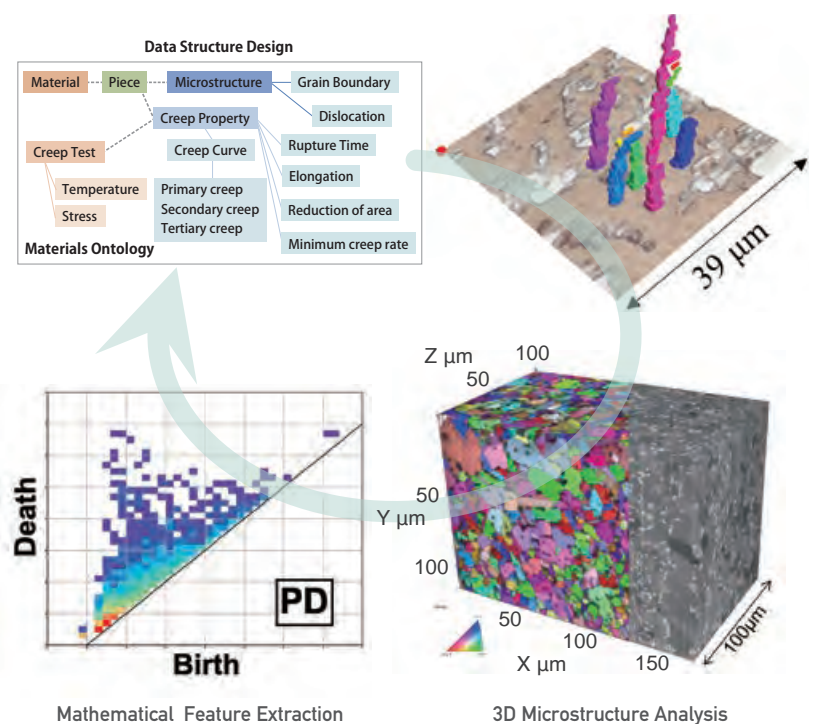 Data Structure Design
Material
Piece
Microstructure
Grain Boundary
Dislocation
Creep Property
Creep Test
Creep Curve
Rupture Time
Elongation
Temperature
Stress
Primary creep
Secondary creep
Tertiary creep
Reduction of area
Minimum creep rate
Materials Ontology
39 μm
Z μm
100
50
50
Y μm
100
50
100
X μm
150
100μm
Death
PD
Birth
Mathematical Feature Extraction
3D Microstructure Analysis